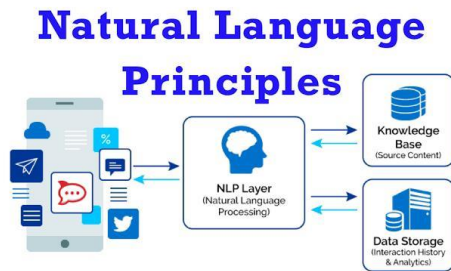 Natural Language
Principles
%
NLP Layer
(Natural Language
Processing)
Knowledge
Base
(Source Content)
Data Storage
(Interaction History
& Analytics)